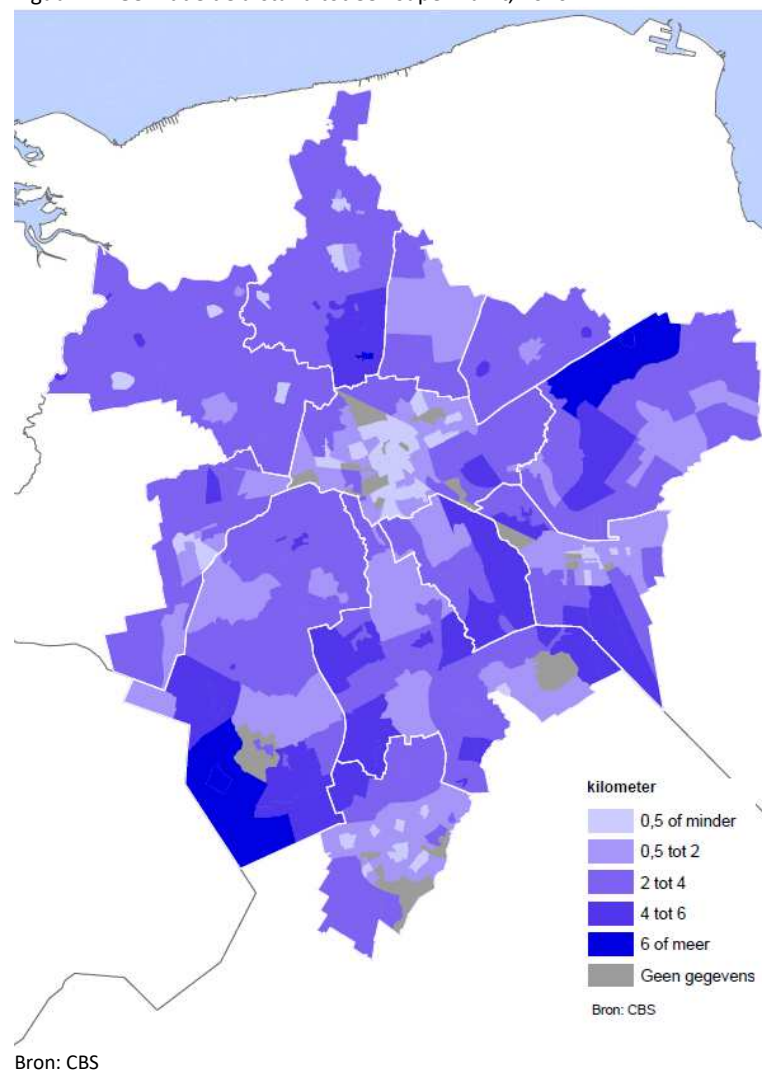 kilometer
0,5 of minder
0,5 tot 2
2 tot 4
4 tot 6
6 of meer
Geen gegevens
Bron: CBS
Bron: CBS